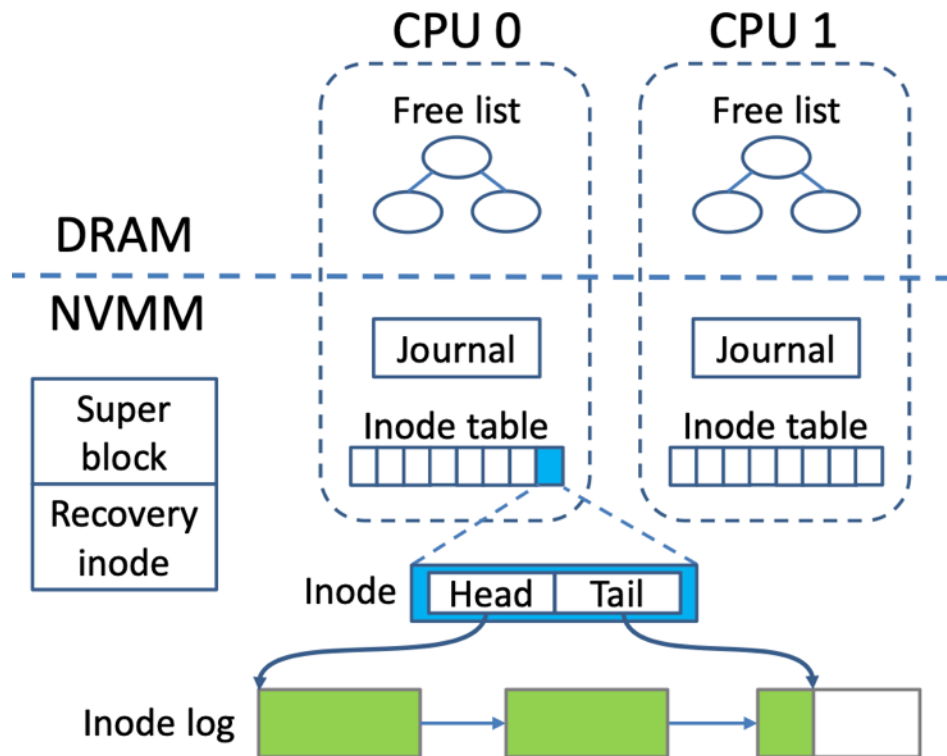 CPU 0
CPU 1
Free list
Free list
DRAM
NVMM
Journal
Journal
Super
block
Inode table
Inode table
Recovery
inode
Inode
Head
Tail
Inode log